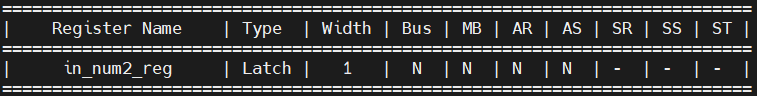 ===========================================================================
|    Register Name    | Type  | Width | Bus | MB | AR | AS | SR | SS | ST |
===========================================================================
|     in_num2_reg     | Latch |   1   |  N  | N  | N  | N  | -  | -  | -  |
===========================================================================